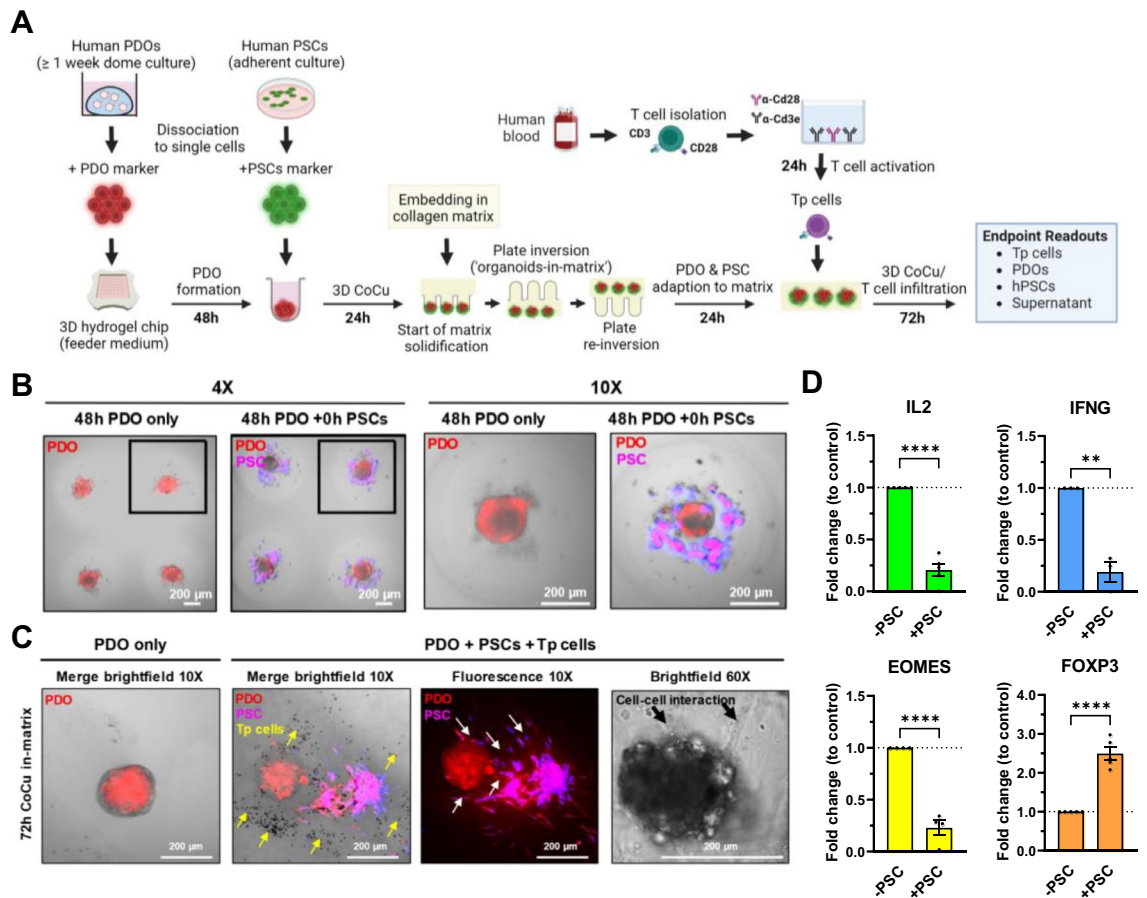 A
Human PDOs
(≥ 1 week dome culture)
Human PSCs
(adherent culture)
Dissociation
to single cells
+ PDO marker
+PSCs marker
3D hydrogel chip
(feeder medium)
PDO
formation
48h
3D CoCu
24h
Embedding in
collagen matrix
Start of matrix
solidification
Plate inversion
('organoids-in-matrix')
Plate
re-inversion
PDO & PSC
adaption to matrix
24h
Human
blood
T cell isolation
CD3
CD28
α-Cd28
α-Cd3e
24h
T cell activation
Tp cells
3D CoCu/
T cell infiltration
72h
Endpoint Readouts
• Tp cells
• PDOs
• hPSCs
• Supernatant
B
4X
10X
48h PDO only
48h PDO +0h PSCs
48h PDO only
48h PDO +0h PSCs
PDO
200 µm
PDO
PSC
200 µm
PDO
200 µm
PDO
PSC
200 µm
C
PDO only
PDO + PSCs + Tp cells
Merge brightfield 10X
Merge brightfield 10X
Fluorescence 10X
Brightfield 60X
72h CoCu in-matrix
PDO
200 µm
PDO
PSC
Tp cells
200 µm
PDO
PSC
200 µm
Cell-cell interaction
200 µm
D
IL2
Fold change (to control)
1.5
1.0
0.5
0.0
****
-PSC
+PSC
IFNG
Fold change (to control)
1.5
1.0
0.5
0.0
**
-PSC
+PSC
EOMES
Fold change (to control)
1.5
1.0
0.5
0.0
****
-PSC
+PSC
FOXP3
Fold change (to control)
4.0
3.0
2.0
1.0
0.0
****
-PSC
+PSC